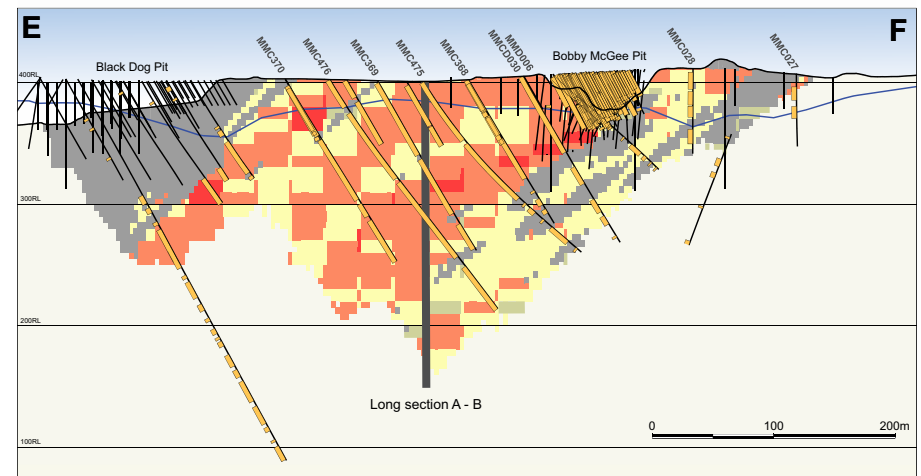 E
F
Black Dog Pit
MMC370
MMC476
MMC369
MMC475
MMC368
MMCD030
MMD006
Bobby McGee Pit
MMC028
MMC027
400RL
300RL
200RL
100RL
Long section A - B
0
100
200m